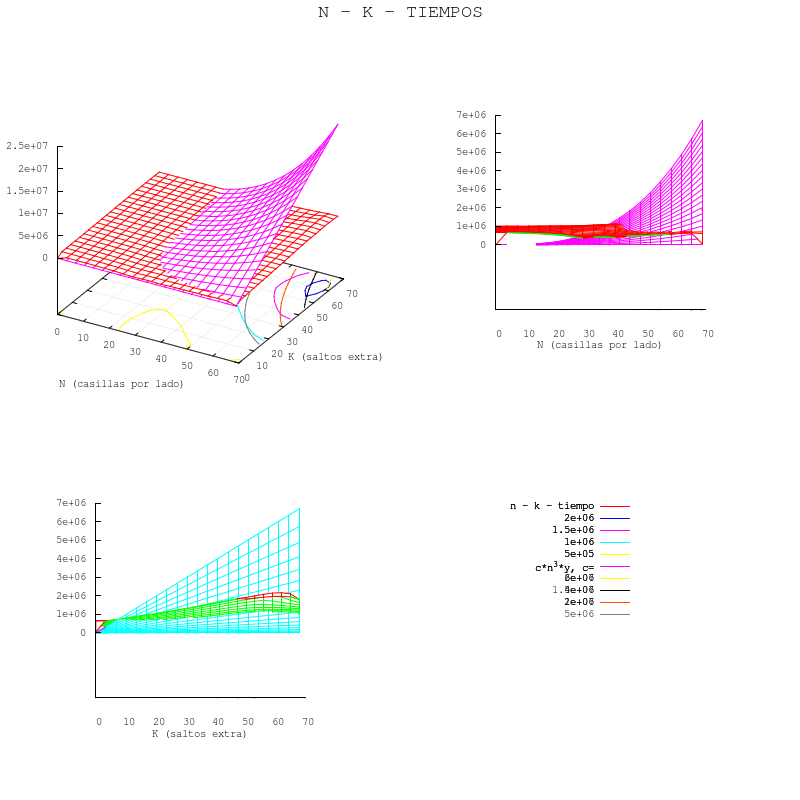 N - K - TIEMPOS
2.5e+07
2e+07
1.5e+07
1e+07
5e+06
0
0 10 20 30 40 50 60 70
N (casillas por lado)
0 10 20 30 40 50 60 70
K (saltos extra)
7e+06
6e+06
5e+06
4e+06
3e+06
2e+06
1e+06
0
0 10 20 30 40 50 60 70
N (casillas por lado)
7e+06
6e+06
5e+06
4e+06
3e+06
2e+06
1e+06
0
0 10 20 30 40 50 60 70
K (saltos extra)
n - k - tiempo
2e+06
1.5e+06
1e+06
5e+05
c*n³*y, c=
2e+07
5e+06